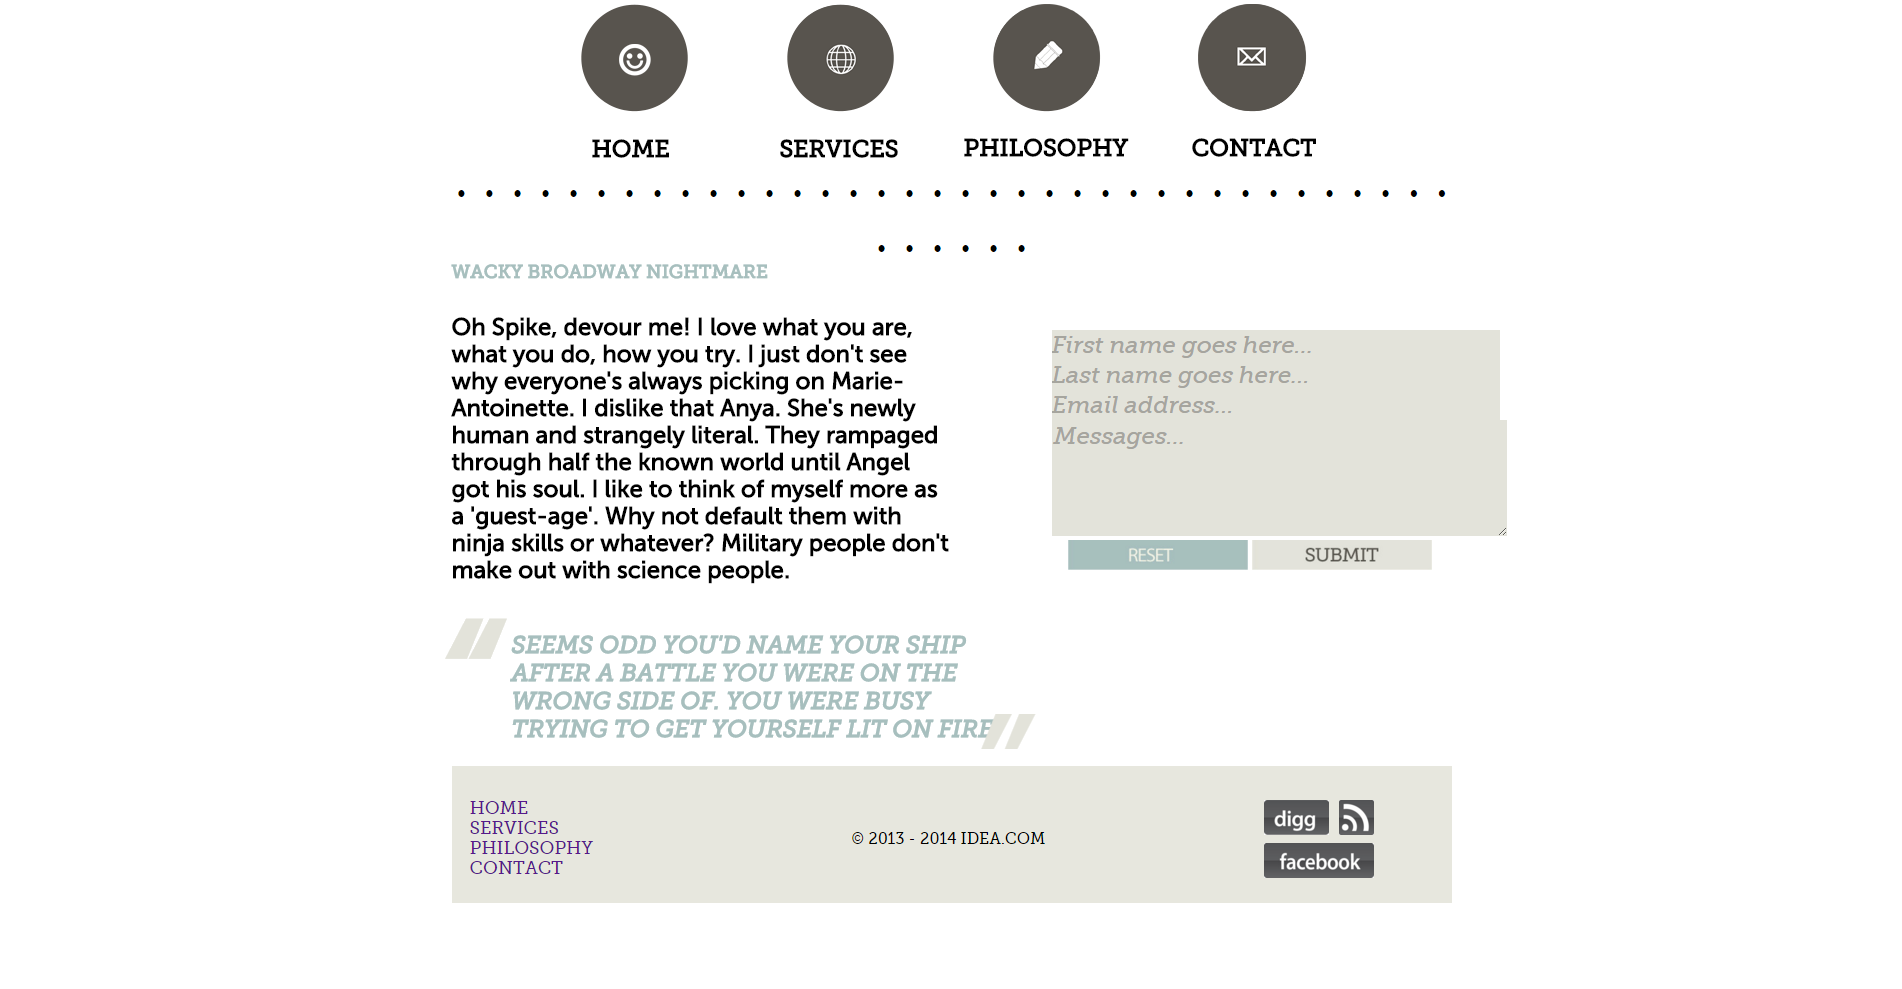 HOME
SERVICES
PHILOSOPHY
CONTACT
WACKY BROADWAY NIGHTMARE
Oh Spike, devour me! I love what you are,
what you do, how you try. I just don't see
why everyone's always picking on Marie-
Antoinette. I dislike that Anya. She's newly
human and strangely literal. They rampaged
through half the known world until Angel
got his soul. I like to think of myself more as
a 'guest-age'. Why not default them with
ninja skills or whatever? Military people don't
make out with science people.
First name goes here...
Last name goes here...
Email address...
Messages...
RESET
SUBMIT
SEEMS ODD YOU'D NAME YOUR SHIP
AFTER A BATTLE YOU WERE ON THE
WRONG SIDE OF. YOU WERE BUSY
TRYING TO GET YOURSELF LIT ON FIRE
HOME
SERVICES
PHILOSOPHY
CONTACT
© 2013 - 2014 IDEA.COM
digg
facebook